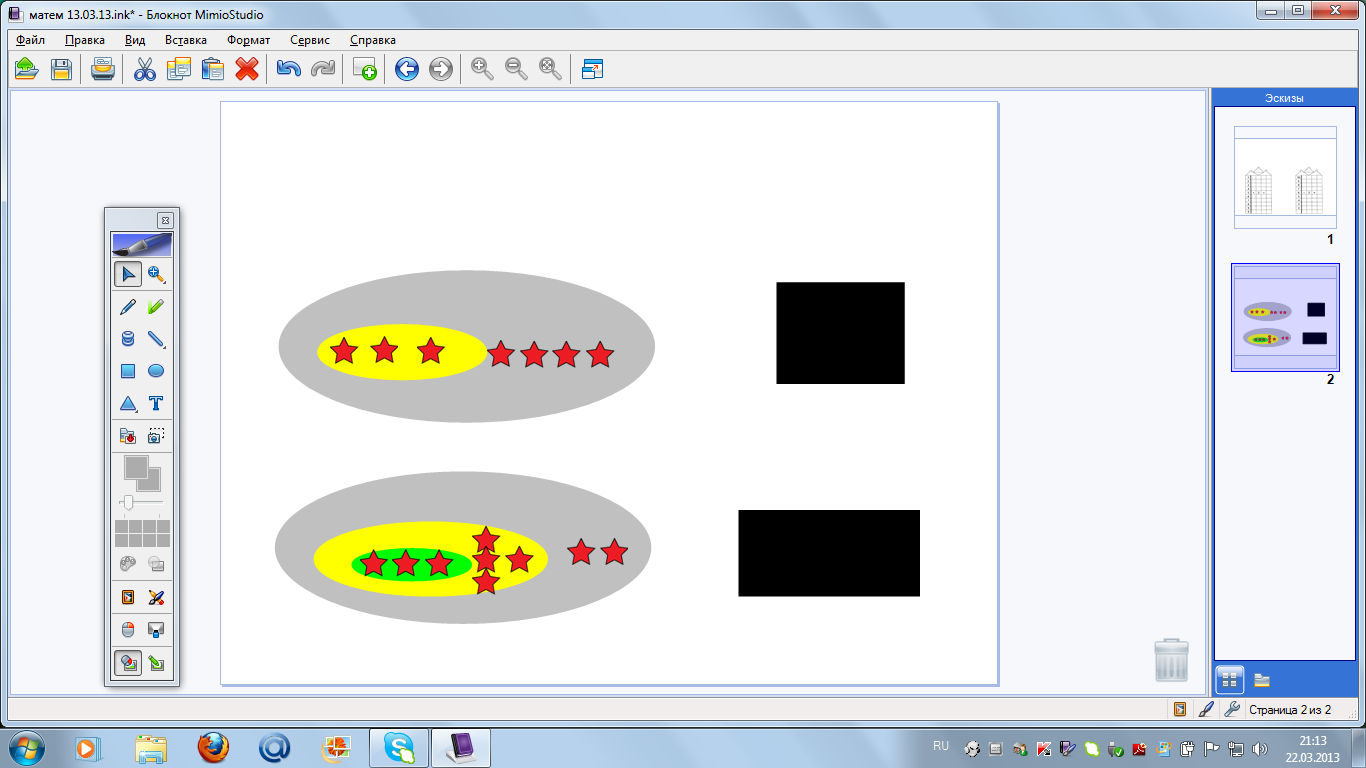 матем 13.03.13.ink* - Блокнот MimioStudio
Файл Правка Вид Вставка Формат Сервис Справка
Эскизы
1
2
T
Страница 2 из 2
RU
21:13
22.03.2013